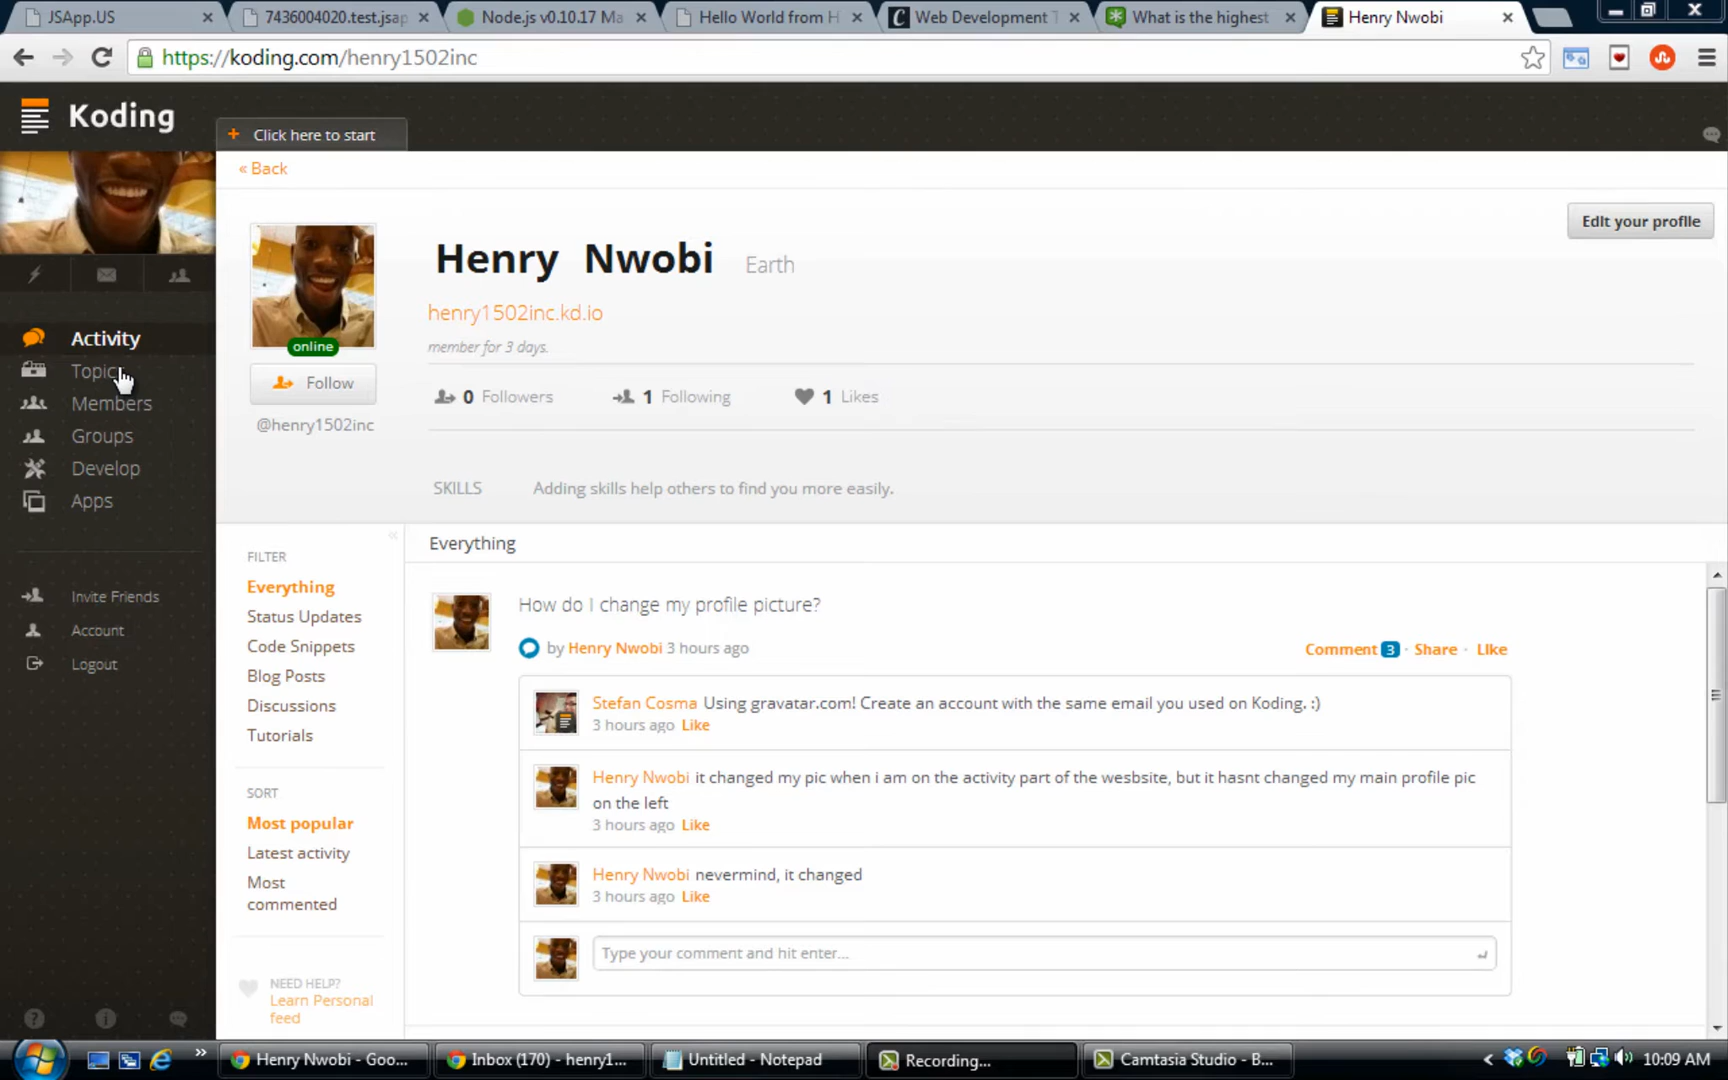 JSApp.US
7436004020.test.jsap
Node.js v0.10.17 Ma
Hello World from H
Web Development T
What is the highest
Henry Nwobi
https://koding.com/henry1502inc
Koding
+ Click here to start
« Back
Edit your profile
Henry Nwobi Earth
henry1502inc.kd.io
online
member for 3 days.
Follow
0 Followers
1 Following
1 Likes
@henry1502inc
Activity
Topic
Members
Groups
Develop
Apps
Invite Friends
Account
Logout
SKILLS Adding skills help others to find you more easily.
FILTER
Everything
Status Updates
Code Snippets
Blog Posts
Discussions
Tutorials
SORT
Most popular
Latest activity
Most
commented
NEED HELP?
Learn Personal
feed
Everything
How do I change my profile picture?
by Henry Nwobi 3 hours ago
Comment 3 · Share · Like
Stefan Cosma Using gravatar.com! Create an account with the same email you used on Koding. :)
3 hours ago Like
Henry Nwobi it changed my pic when i am on the activity part of the wesbsite, but it hasnt changed my main profile pic
on the left
3 hours ago Like
Henry Nwobi nevermind, it changed
3 hours ago Like
Type your comment and hit enter...
Henry Nwobi - Goo...
Inbox (170) - henry1...
Untitled - Notepad
Recording...
Camtasia Studio - B...
10:09 AM